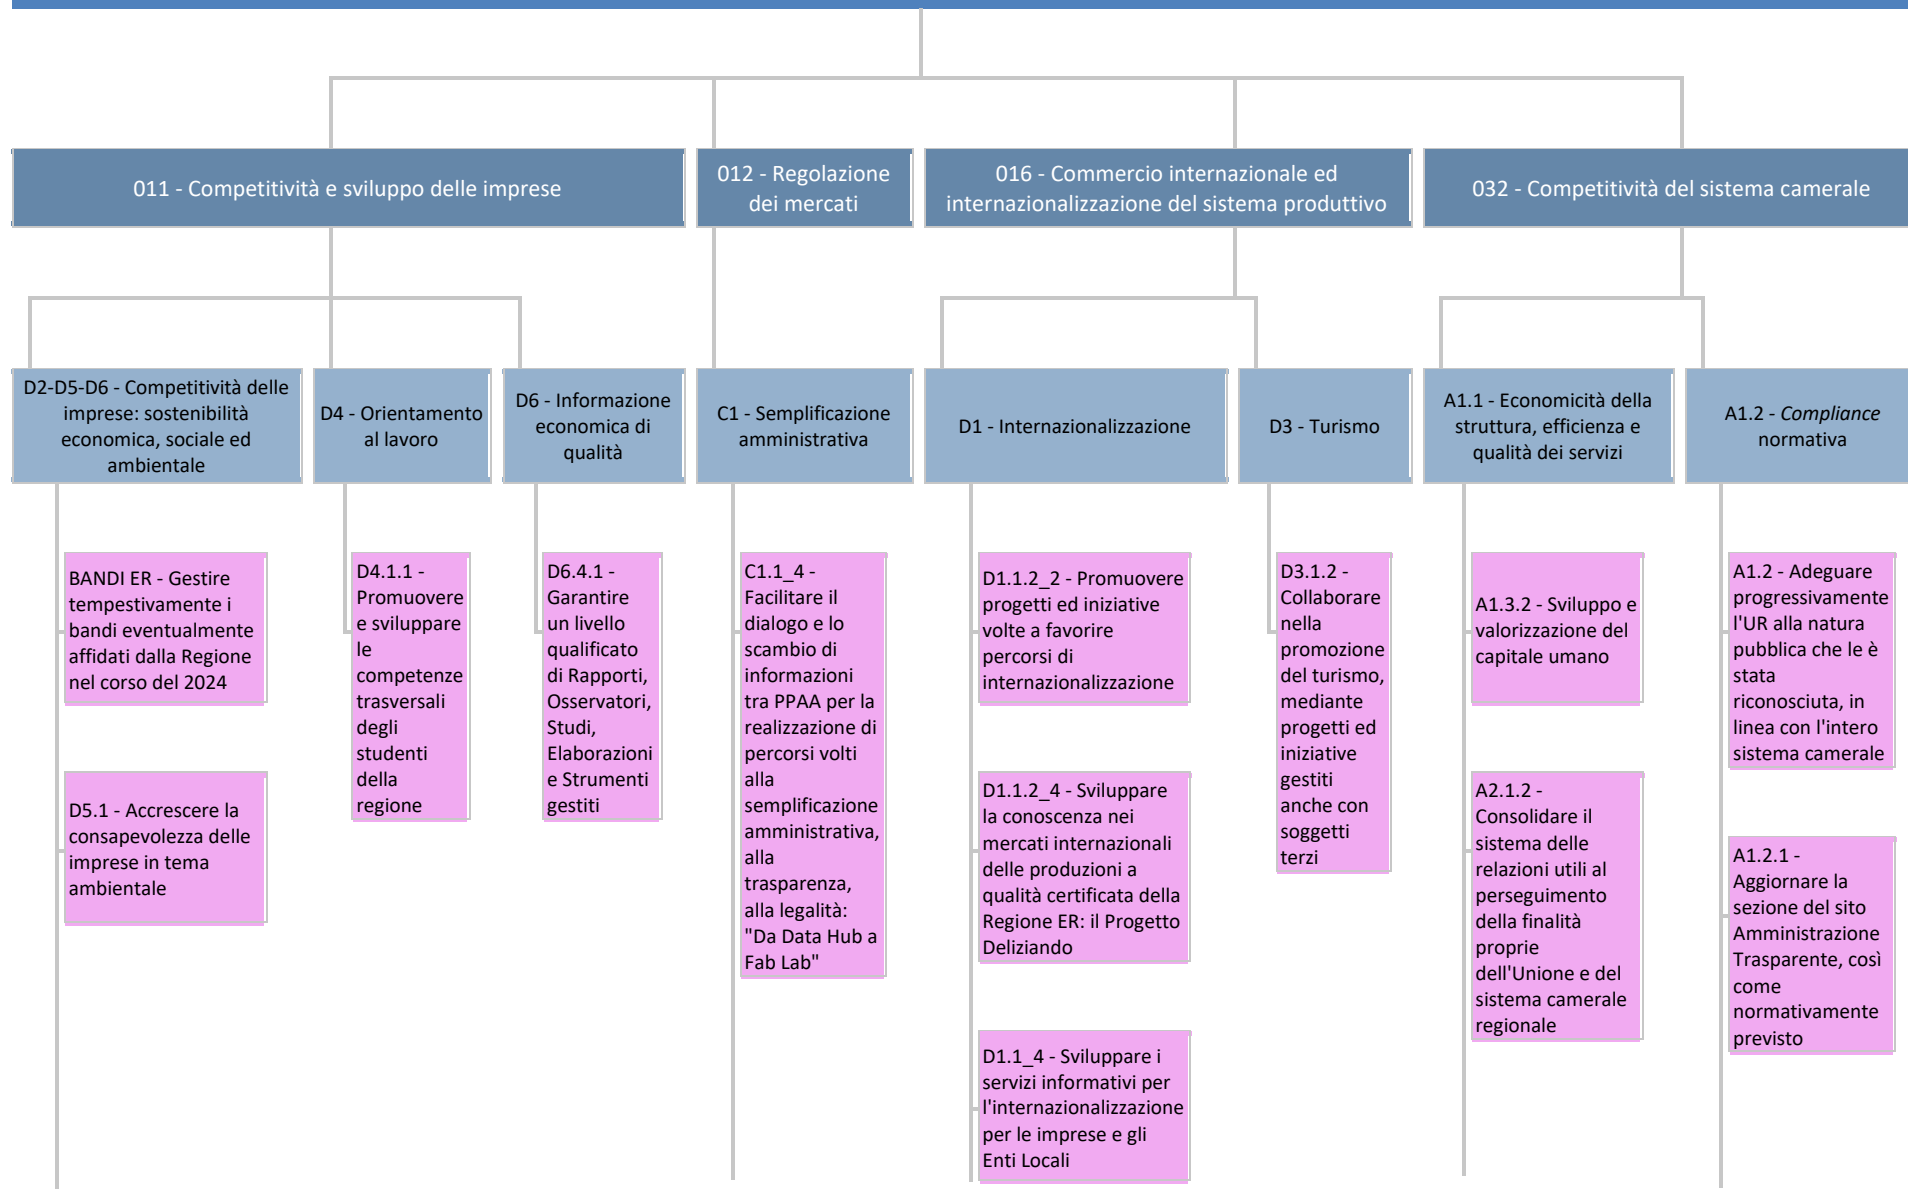 011 - Competitività e sviluppo delle imprese
012 - Regolazione
dei mercati
016 - Commercio internazionale ed
internazionalizzazione del sistema produttivo
032 - Competitività del sistema camerale
D2-D5-D6 - Competitività delle
imprese: sostenibilità
economica, sociale ed
ambientale
D4 - Orientamento
al lavoro
D6 - Informazione
economica di
qualità
C1 - Semplificazione
amministrativa
D1 - Internazionalizzazione
D3 - Turismo
A1.1 - Economicità della
struttura, efficienza e
qualità dei servizi
A1.2 - Compliance
normativa
BANDI ER - Gestire
tempestivamente i
bandi eventualmente
affidati dalla Regione
nel corso del 2024
D5.1 - Accrescere la
consapevolezza delle
imprese in tema
ambientale
D4.1.1 -
Promuovere
e sviluppare
le
competenze
trasversali
degli
studenti
della
regione
D6.4.1 -
Garantire
un livello
qualificato
di Rapporti,
Osservatori,
Studi,
Elaborazioni
e Strumenti
gestiti
C1.1_4 -
Facilitare il
dialogo e lo
scambio di
informazioni
tra PPAA per la
realizzazione di
percorsi volti
alla
semplificazione
amministrativa,
alla
trasparenza,
alla legalità:
"Da Data Hub a
Fab Lab"
D1.1.2_2 - Promuovere
progetti ed iniziative
volte a favorire
percorsi di
internazionalizzazione
D1.1.2_4 - Sviluppare
la conoscenza nei
mercati internazionali
delle produzioni a
qualità certificata della
Regione ER: il Progetto
Deliziando
D1.1_4 - Sviluppare i
servizi informativi per
l'internazionalizzazione
per le imprese e gli
Enti Locali
D3.1.2 -
Collaborare
nella
promozione
del turismo,
mediante
progetti ed
iniziative
gestiti
anche con
soggetti
terzi
A1.3.2 - Sviluppo e
valorizzazione del
capitale umano
A2.1.2 -
Consolidare il
sistema delle
relazioni utili al
perseguimento
della finalità
proprie
dell'Unione e del
sistema camerale
regionale
A1.2 - Adeguare
progressivamente
l'UR alla natura
pubblica che le è
stata
riconosciuta, in
linea con l'intero
sistema camerale
A1.2.1 -
Aggiornare la
sezione del sito
Amministrazione
Trasparente, così
come
normativamente
previsto